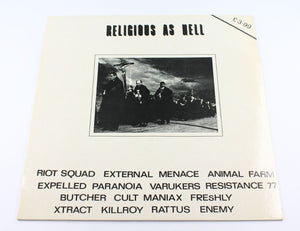 RELIGIOUS AS HELL
£3.99
RIOT SQUAD EXTERNAL MENACE ANIMAL FARM
EXPELLED PARANOIA VARUKERS RESISTANCE 77
BUTCHER CULT MANIAX FRESHLY
XTRACT KILLROY RATTUS ENEMY